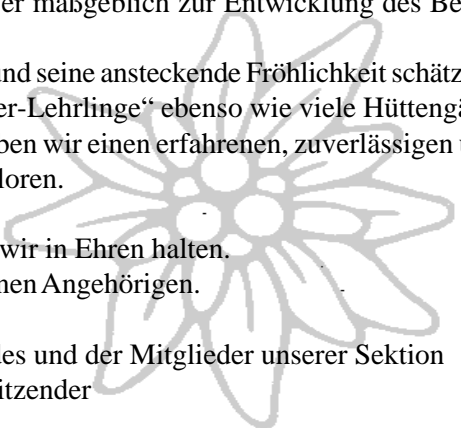 er maßgeblich zur Entwicklung des Be
und seine ansteckende Fröhlichkeit schätz
er-Lehrlinge“ ebenso wie viele Hüttengä
ben wir einen erfahrenen, zuverlässigen u
loren.
wir in Ehren halten.
nen Angehörigen.
des und der Mitglieder unserer Sektion
itzender